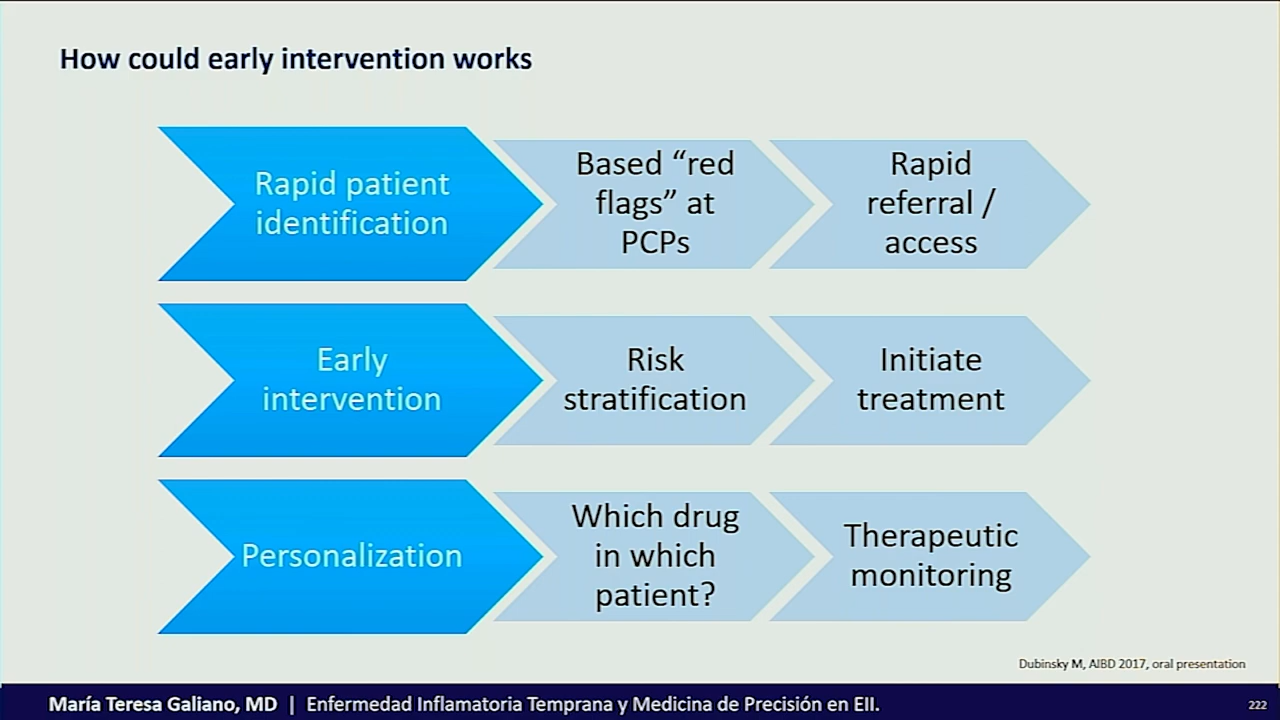 How could early intervention works
Rapid patient
identification
Based “red
flags” at
PCPs
Rapid
referral /
access
Early
intervention
Risk
stratification
Initiate
treatment
Personalization
Which drug
in which
patient?
Therapeutic
monitoring
Dubinsky M, AIBD 2017, oral presentation
María Teresa Galiano, MD | Enfermedad Inflamatoria Temprana y Medicina de Precisión en EII.
222